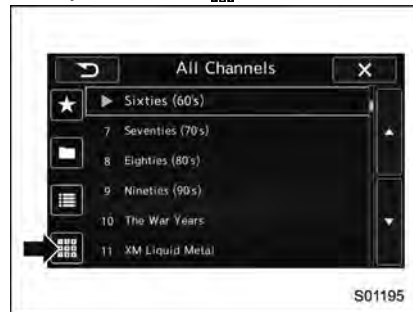 All Channels
Sixties (60's)
7 Seventies (70's)
8 Eighties (80's)
9 Nineties (90's)
10 The War Years
11 XM Liquid Metal
S01195